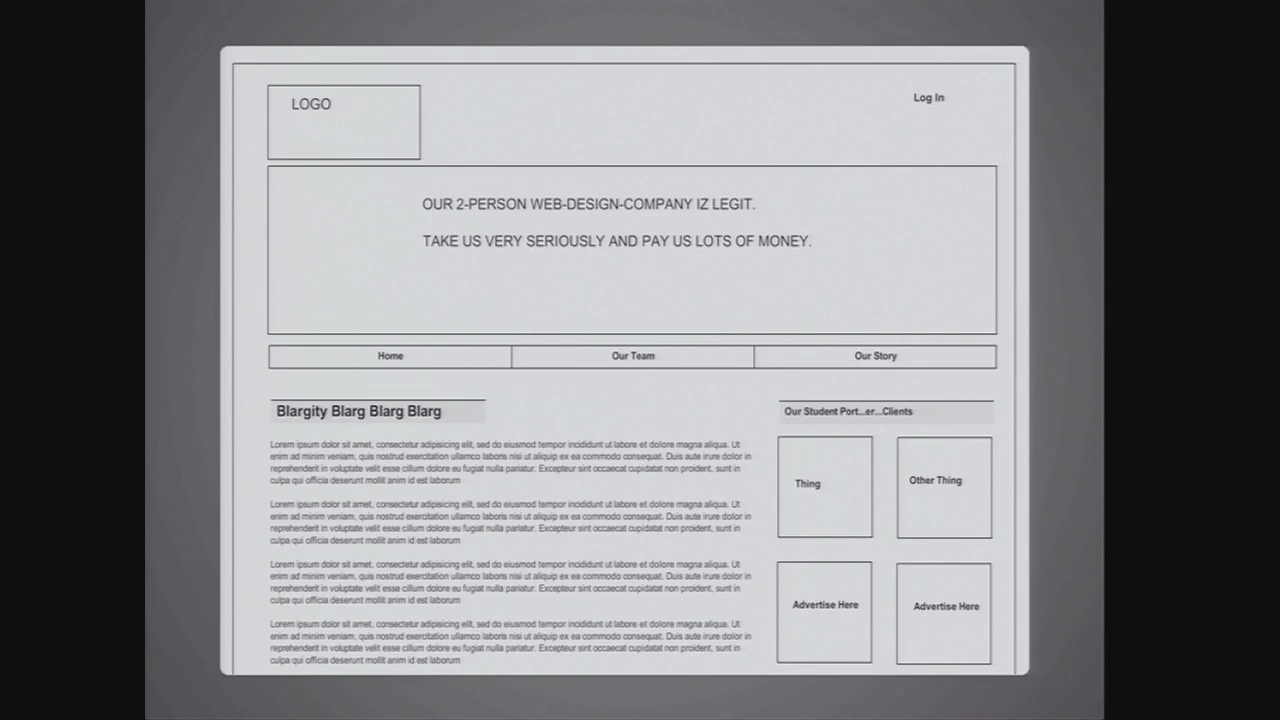 LOGO
Log In
OUR 2-PERSON WEB-DESIGN-COMPANY IZ LEGIT.
TAKE US VERY SERIOUSLY AND PAY US LOTS OF MONEY.
Home
Our Team
Our Story
Blargity Blarg Blarg Blarg
Lorem ipsum dolor sit amet, consectetur adipisicing elit, sed do eiusmod tempor incididunt ut labore et dolore magna aliqua. Ut
enim ad minim veniam, quis nostrud exercitation ullamco laboris nisi ut aliquip ex ea commodo consequat. Duis aute irure dolor in
reprehenderit in voluptate velit esse cillum dolore eu fugiat nulla pariatur. Excepteur sint occaecat cupidatat non proident, sunt in
culpa qui officia deserunt mollit anim id est laborum
Lorem ipsum dolor sit amet, consectetur adipisicing elit, sed do eiusmod tempor incididunt ut labore et dolore magna aliqua. Ut
enim ad minim veniam, quis nostrud exercitation ullamco laboris nisi ut aliquip ex ea commodo consequat. Duis aute irure dolor in
reprehenderit in voluptate velit esse cillum dolore eu fugiat nulla pariatur. Excepteur sint occaecat cupidatat non proident, sunt in
culpa qui officia deserunt mollit anim id est laborum
Lorem ipsum dolor sit amet, consectetur adipisicing elit, sed do eiusmod tempor incididunt ut labore et dolore magna aliqua. Ut
enim ad minim veniam, quis nostrud exercitation ullamco laboris nisi ut aliquip ex ea commodo consequat. Duis aute irure dolor in
reprehenderit in voluptate velit esse cillum dolore eu fugiat nulla pariatur. Excepteur sint occaecat cupidatat non proident, sunt in
culpa qui officia deserunt mollit anim id est laborum
Lorem ipsum dolor sit amet, consectetur adipisicing elit, sed do eiusmod tempor incididunt ut labore et dolore magna aliqua. Ut
enim ad minim veniam, quis nostrud exercitation ullamco laboris nisi ut aliquip ex ea commodo consequat. Duis aute irure dolor in
reprehenderit in voluptate velit esse cillum dolore eu fugiat nulla pariatur. Excepteur sint occaecat cupidatat non proident, sunt in
culpa qui officia deserunt mollit anim id est laborum
Our Student Port...er...Clients
Thing
Other Thing
Advertise Here
Advertise Here